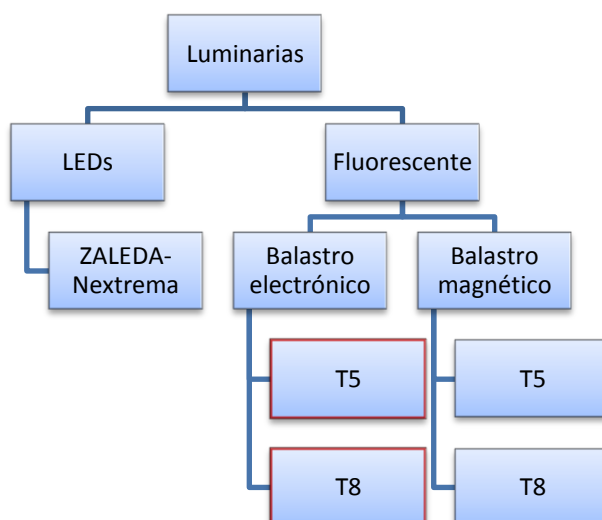 Luminarias
LEDs
Fluorescente
ZALEDA-
Nextrema
Balastro
electrónico
Balastro
magnético
T5
T5
T8
T8